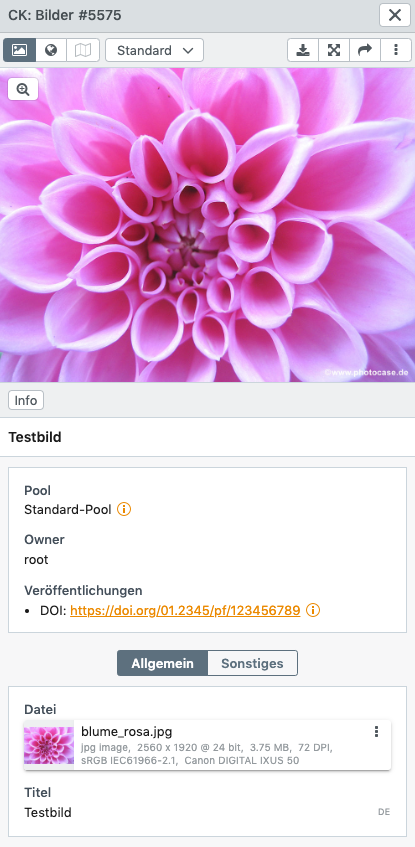 CK: Bilder #5575
Standard
©www.photocase.de
Info
Testbild
Pool
Standard-Pool
Owner
root
Veröffentlichungen
• DOI: https://doi.org/01.2345/pf/123456789
Allgemein Sonstiges
Datei
blume_rosa.jpg
jpg image, 2560 x 1920 @ 24 bit, 3.75 MB, 72 DPI,
sRGB IEC61966-2.1, Canon DIGITAL IXUS 50
Titel
Testbild DE